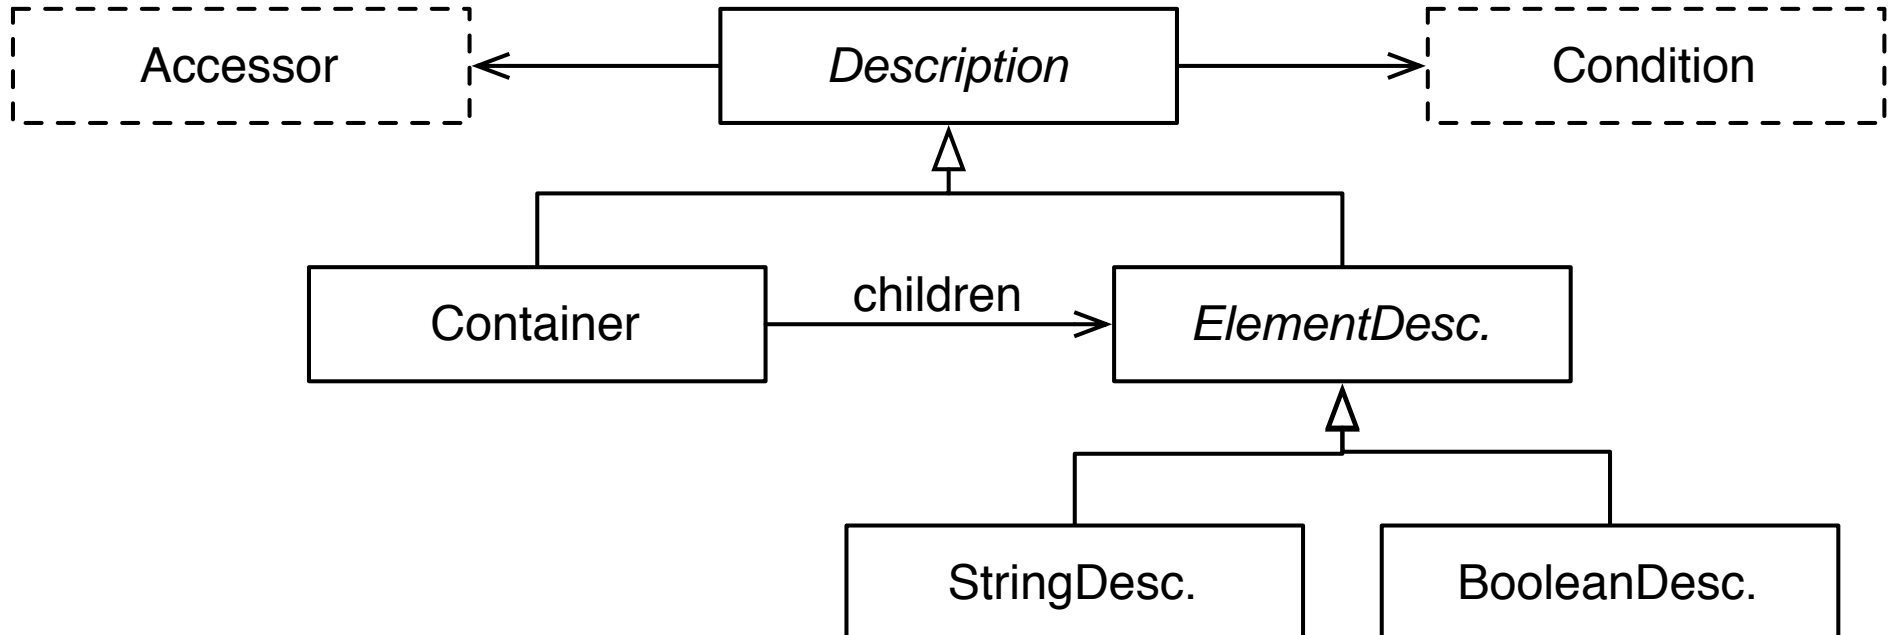 Accessor
Description
Condition
children
Container
ElementDesc.
StringDesc.
BooleanDesc.